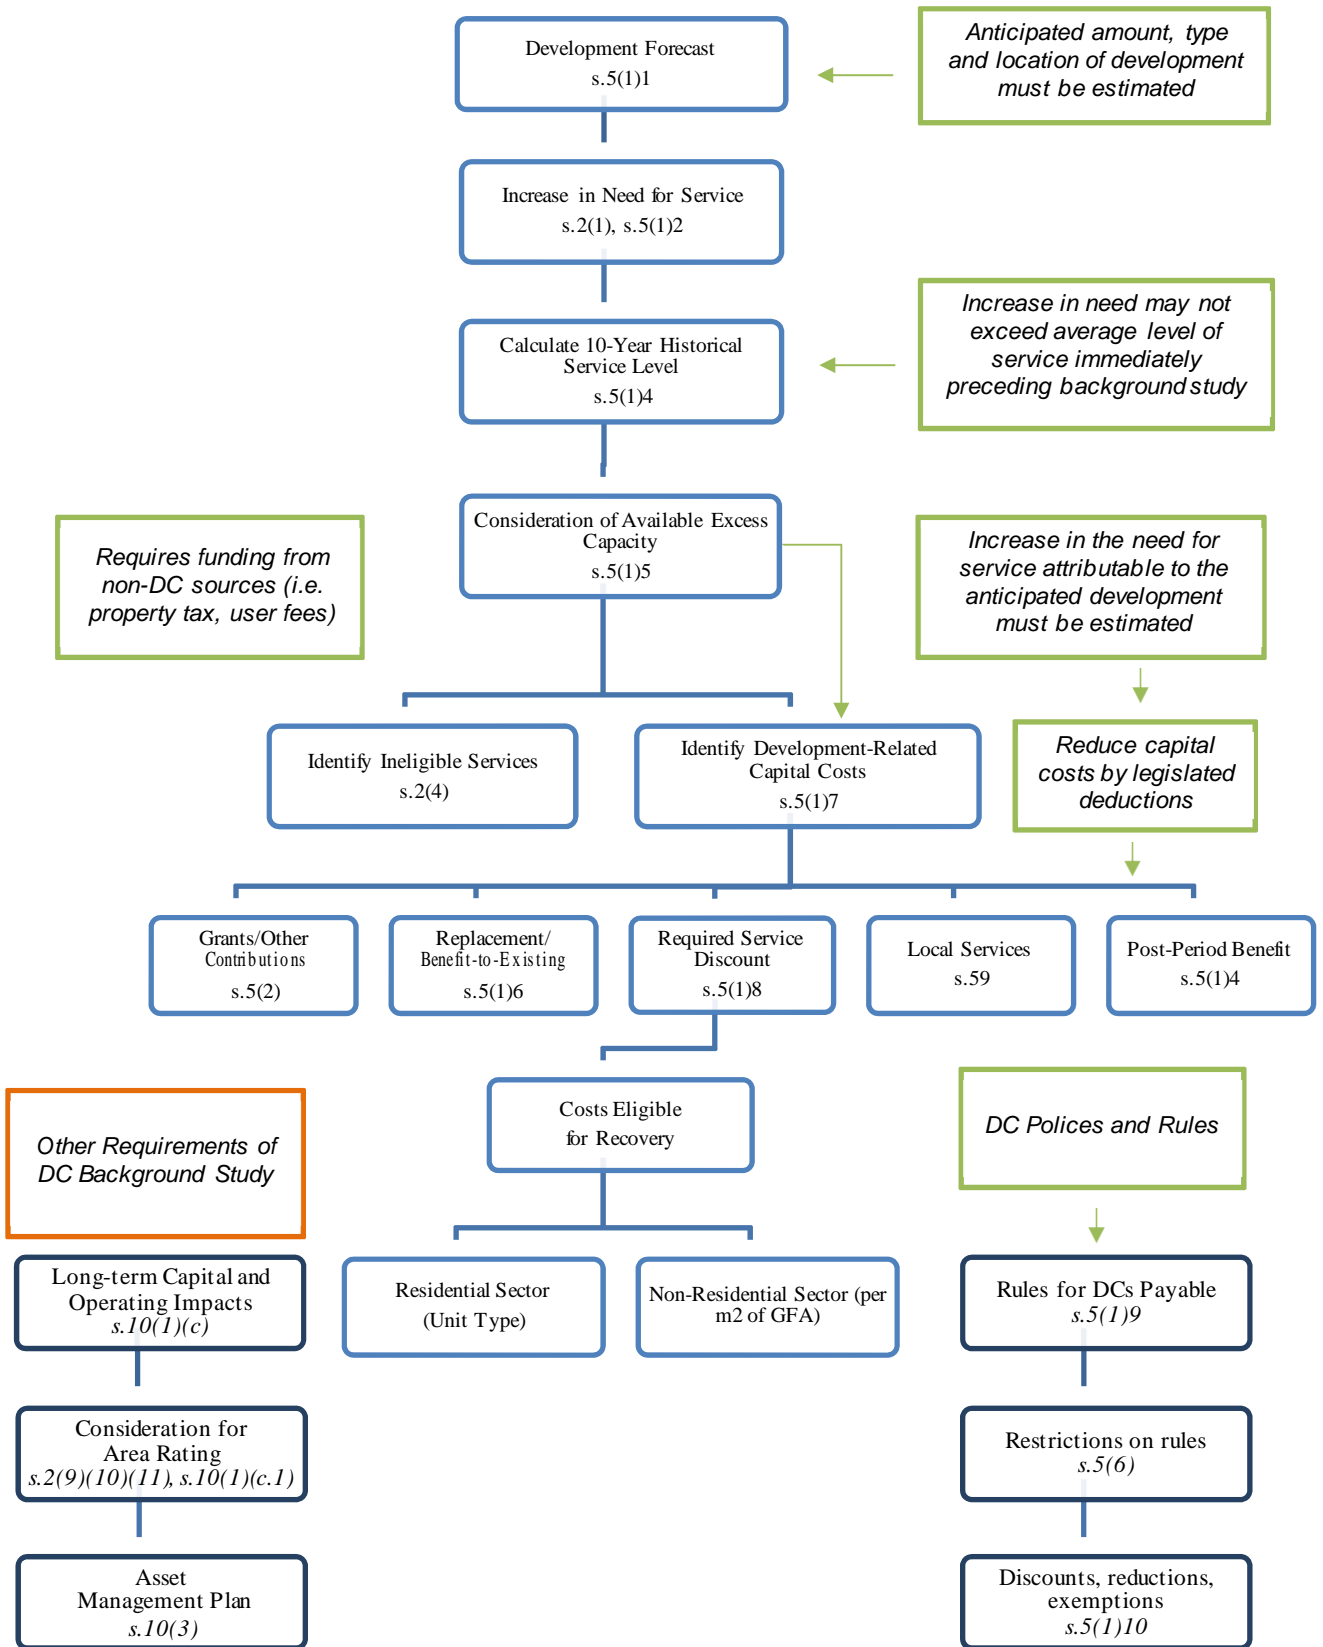 Development Forecast
s.5(1)1
Anticipated amount, type
and location of development
must be estimated
Increase in Need for Service
s.2(1), s.5(1)2
Calculate 10-Year Historical
Service Level
s.5(1)4
Increase in need may not
exceed average level of
service immediately
preceding background study
Requires funding from
non-DC sources (i.e.
property tax, user fees)
Consideration of Available Excess
Capacity
s.5(1)5
Increase in the need for
service attributable to the
anticipated development
must be estimated
Identify Ineligible Services
s.2(4)
Identify Development-Related
Capital Costs
s.5(1)7
Reduce capital
costs by legislated
deductions
Grants/Other
Contributions
s.5(2)
Replacement/
Benefit-to-Existing
s.5(1)6
Required Service
Discount
s.5(1)8
Local Services
s.59
Post-Period Benefit
s.5(1)4
Costs Eligible
for Recovery
Other Requirements of
DC Background Study
DC Polices and Rules
Long-term Capital and
Operating Impacts
s.10(1)(c)
Residential Sector
(Unit Type)
Non-Residential Sector (per
m2 of GFA)
Rules for DCs Payable
s.5(1)9
Consideration for
Area Rating
s.2(9)(10)(11), s.10(1)(c.1)
Restrictions on rules
s.5(6)
Asset
Management Plan
s.10(3)
Discounts, reductions,
exemptions
s.5(1)10